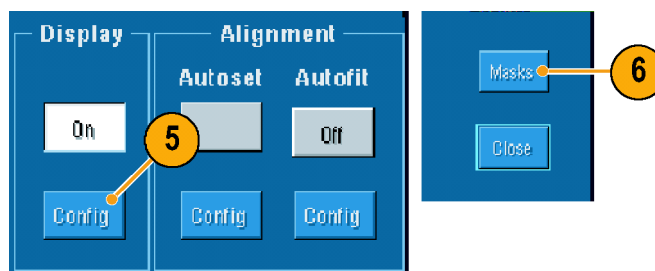 Display
Alignment
Autoset
Autofit
On
5
Off
Config
Config
Config
Masks
6
Close